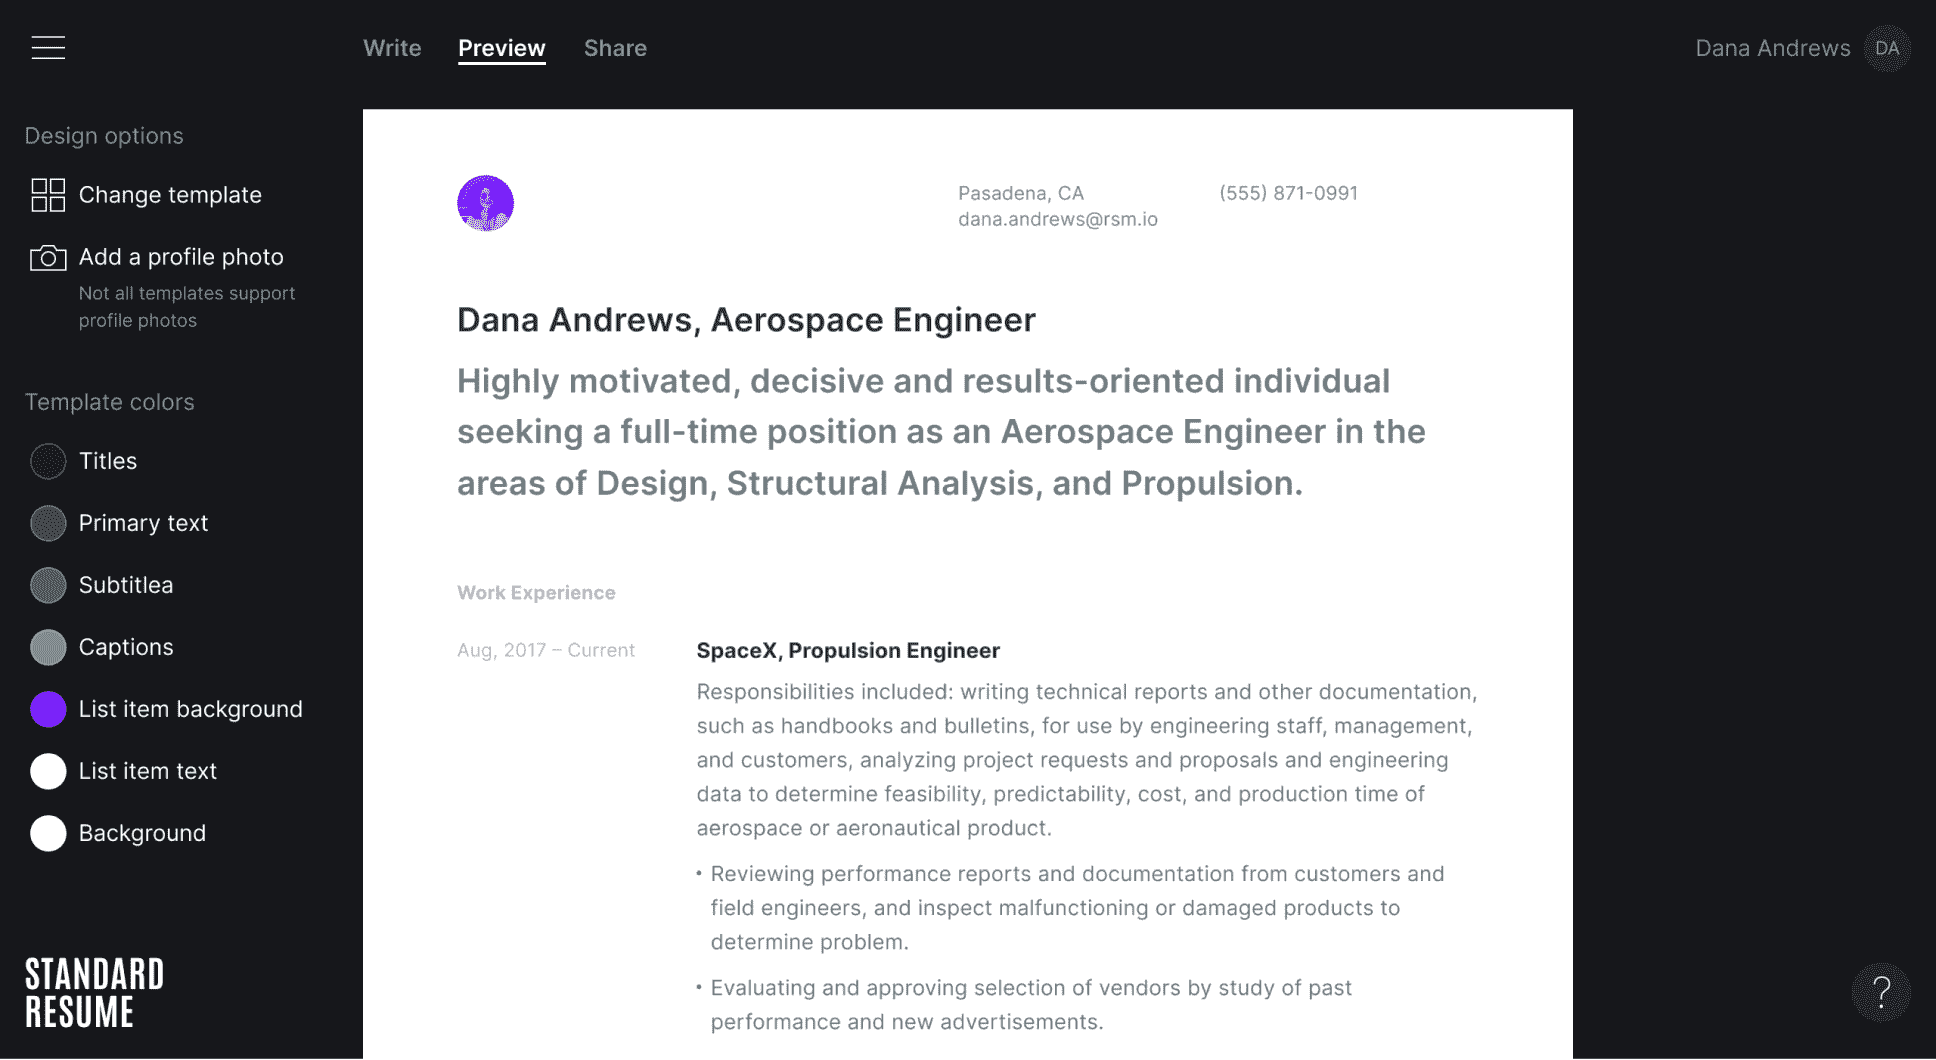 Write Preview Share
Dana Andrews DA
Design options
Change template
Add a profile photo
Not all templates support
profile photos
Template colors
Titles
Primary text
Subtitlea
Captions
List item background
List item text
Background
STANDARD
RESUME
Pasadena, CA (555) 871-0991
dana.andrews@rsm.io
Dana Andrews, Aerospace Engineer
Highly motivated, decisive and results-oriented individual
seeking a full-time position as an Aerospace Engineer in the
areas of Design, Structural Analysis, and Propulsion.
Work Experience
Aug, 2017 – Current
SpaceX, Propulsion Engineer
Responsibilities included: writing technical reports and other documentation,
such as handbooks and bulletins, for use by engineering staff, management,
and customers, analyzing project requests and proposals and engineering
data to determine feasibility, predictability, cost, and production time of
aerospace or aeronautical product.
• Reviewing performance reports and documentation from customers and
field engineers, and inspect malfunctioning or damaged products to
determine problem.
• Evaluating and approving selection of vendors by study of past
performance and new advertisements.
?